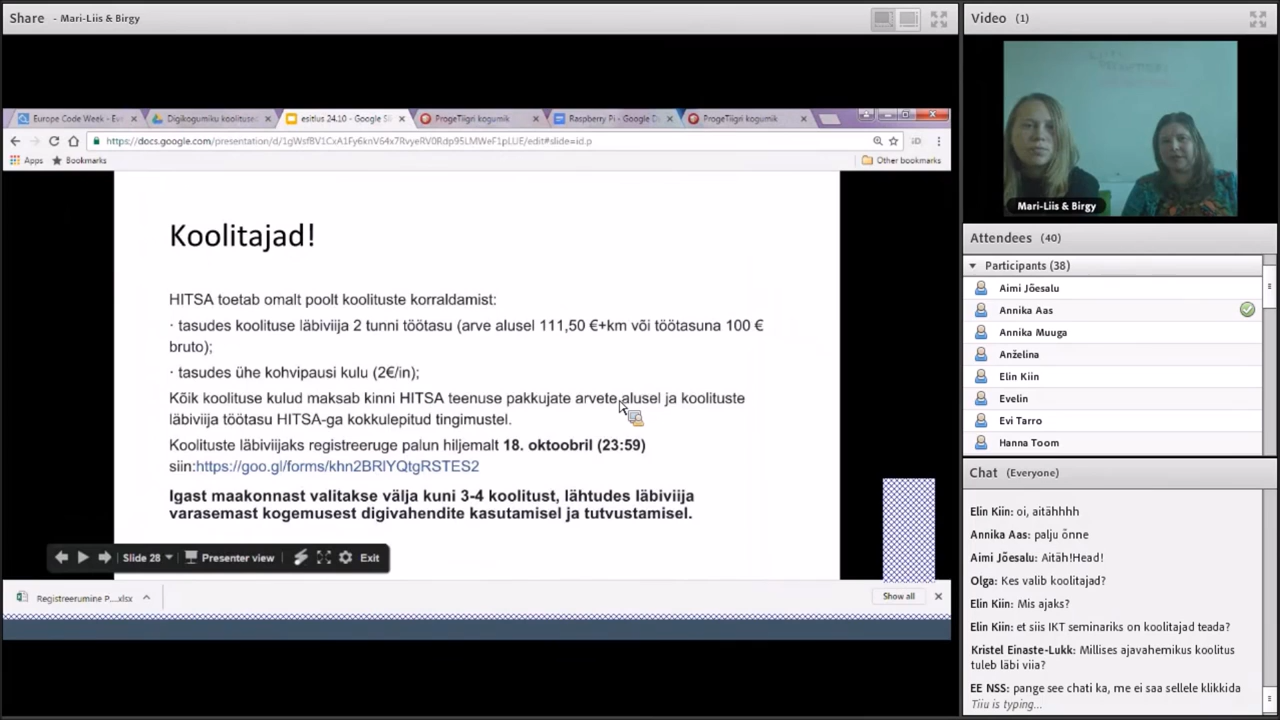 Share - Mari-Liis & Birgy
Europe Code Week - Eve
Digikogumiku koolitused
esitlus 24.10 - Google Sl
ProgeTiigri kogumik
Raspberry Pi - Google D
ProgeTiigri kogumik
https://docs.google.com/presentation/d/1gWsfBV1CxA1Fy6knV64x7RvyeRV0Rdp95LMWeF1pLUE/edit#slide=id.p
Apps
Bookmarks
Other bookmarks
Koolitajad!
HITSA toetab omalt poolt koolituste korraldamist:
· tasudes koolituse läbiviija 2 tunni töötasu (arve alusel 111,50 €+km või töötasuna 100 €
bruto);
· tasudes ühe kohvipausi kulu (2€/in);
Kõik koolituse kulud maksab kinni HITSA teenuse pakkujate arvete alusel ja koolituste
läbiviija töötasu HITSA-ga kokkulepitud tingimustel.
Koolituste läbiviijaks registreeruge palun hiljemalt 18. oktoobril (23:59)
siin:https://goo.gl/forms/khn2BRlYQtgRSTES2
Igast maakonnast valitakse välja kuni 3-4 koolitust, lähtudes läbiviija
varasemast kogemusest digivahendite kasutamisel ja tutvustamisel.
Slide 28
Presenter view
Exit
Registreerumine P....xlsx
Show all
Video (1)
Mari-Liis & Birgy
Attendees (40)
Participants (38)
Aimi Jõesalu
Annika Aas
Annika Muuga
Anželina
Elin Kiin
Evelin
Evi Tarro
Hanna Toom
Chat (Everyone)
Elin Kiin: oi, aitähhhh
Annika Aas: palju õnne
Aimi Jõesalu: Aitäh!Head!
Olga: Kes valib koolitajad?
Elin Kiin: Mis ajaks?
Elin Kiin: et siis IKT seminariks on koolitajad teada?
Kristel Einaste-Lukk: Millises ajavahemikus koolitus
tuleb läbi viia?
EE NSS: pange see chati ka, me ei saa sellele klikkida
Tiiu is typing...